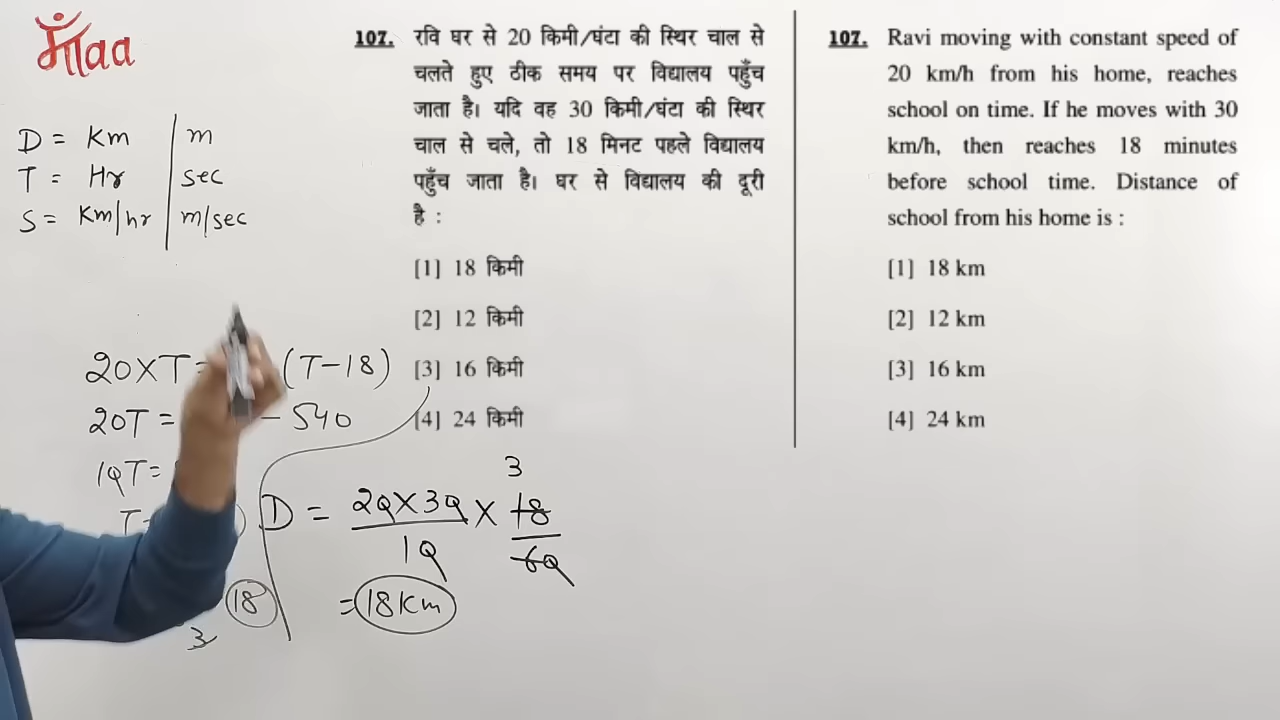 माँaa
D = Km | m
T = Hr | sec
S = Km/hr | m/sec
107. रवि घर से 20 किमी/घंटा की स्थिर चाल से
चलते हुए ठीक समय पर विद्यालय पहुँच
जाता है। यदि वह 30 किमी/घंटा की स्थिर
चाल से चले, तो 18 मिनट पहले विद्यालय
पहुँच जाता है। घर से विद्यालय की दूरी
है :
[1] 18 किमी
[2] 12 किमी
[3] 16 किमी
[4] 24 किमी
107. Ravi moving with constant speed of
20 km/h from his home, reaches
school on time. If he moves with 30
km/h, then reaches 18 minutes
before school time. Distance of
school from his home is :
[1] 18 km
[2] 12 km
[3] 16 km
[4] 24 km
20×T= (T-18)
20T = - 540
10T=
T=
18
3
3
D = 20×30 × 18
10 60
= 18 Km